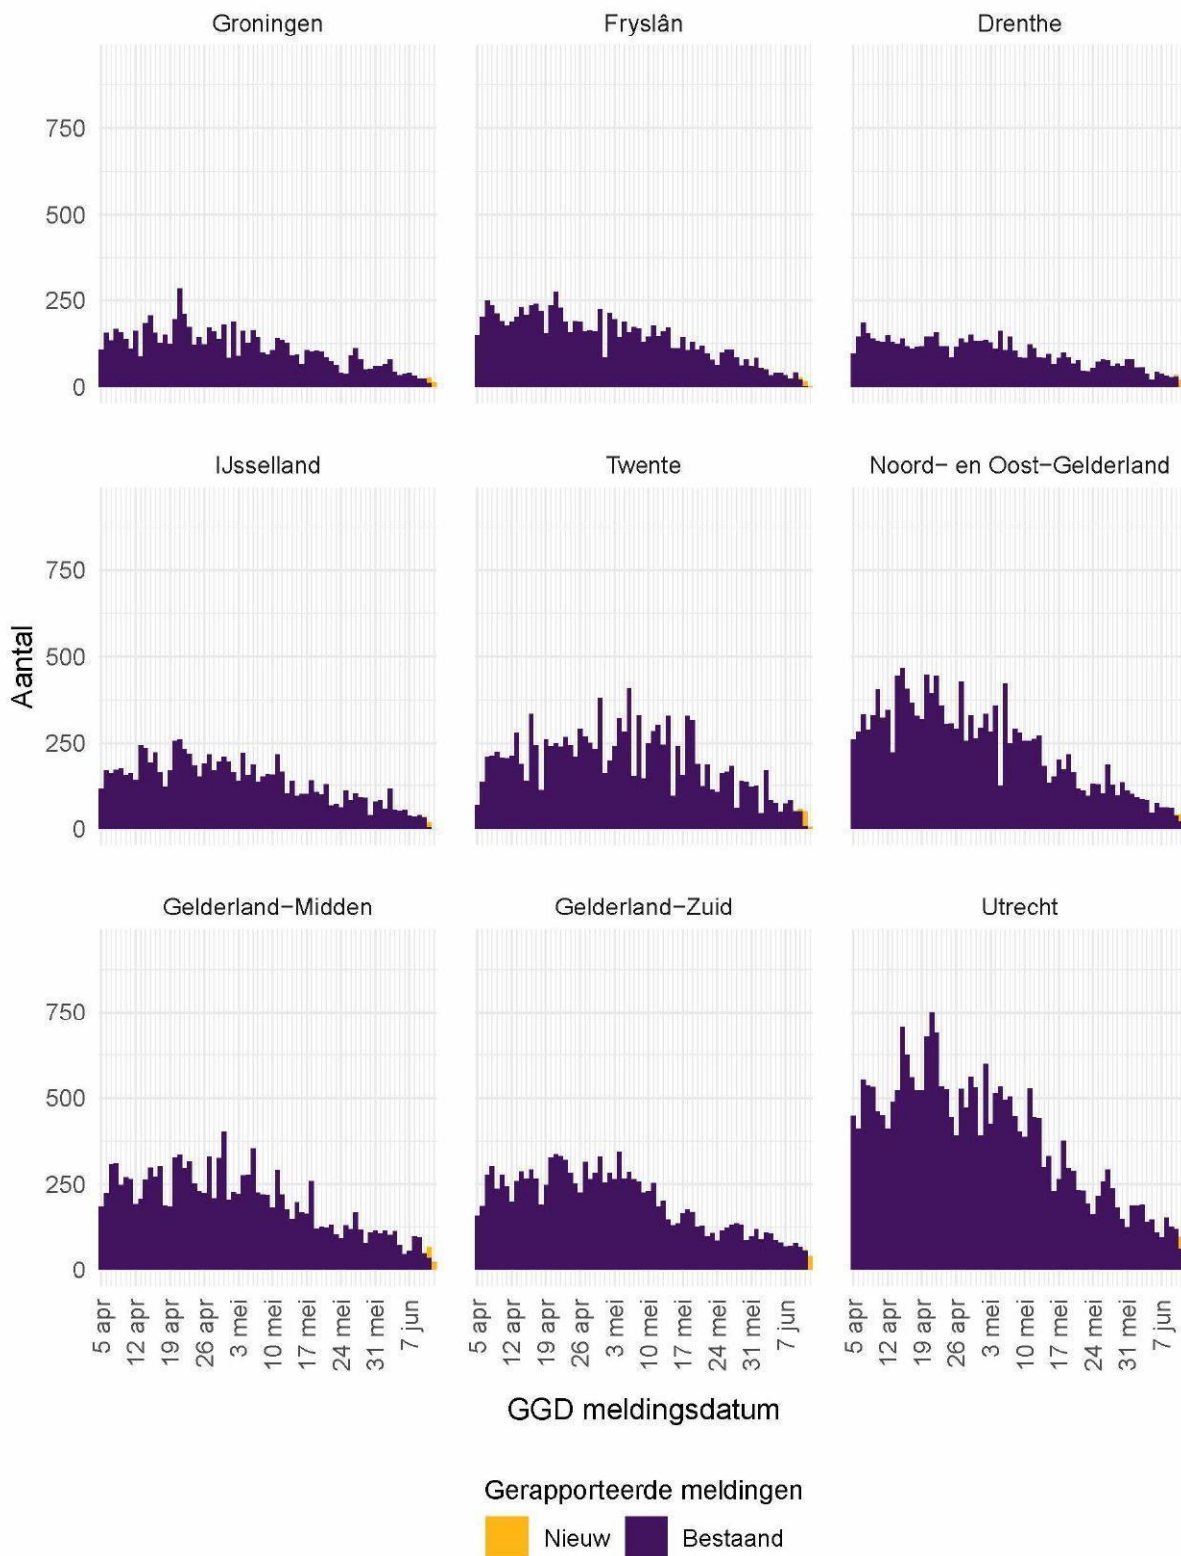 Groningen
Fryslân
Drenthe
750
500
250
0
IJsselland
Twente
Noord- en Oost-Gelderland
Aantal
750
500
250
0
Gelderland-Midden
Gelderland-Zuid
Utrecht
750
500
250
0
5 apr
12 apr
19 apr
26 apr
3 mei
10 mei
17 mei
24 mei
31 mei
7 jun
5 apr
12 apr
19 apr
26 apr
3 mei
10 mei
17 mei
24 mei
31 mei
7 jun
5 apr
12 apr
19 apr
26 apr
3 mei
10 mei
17 mei
24 mei
31 mei
7 jun
GGD meldingsdatum
Gerapporteerde meldingen
Nieuw Bestaand